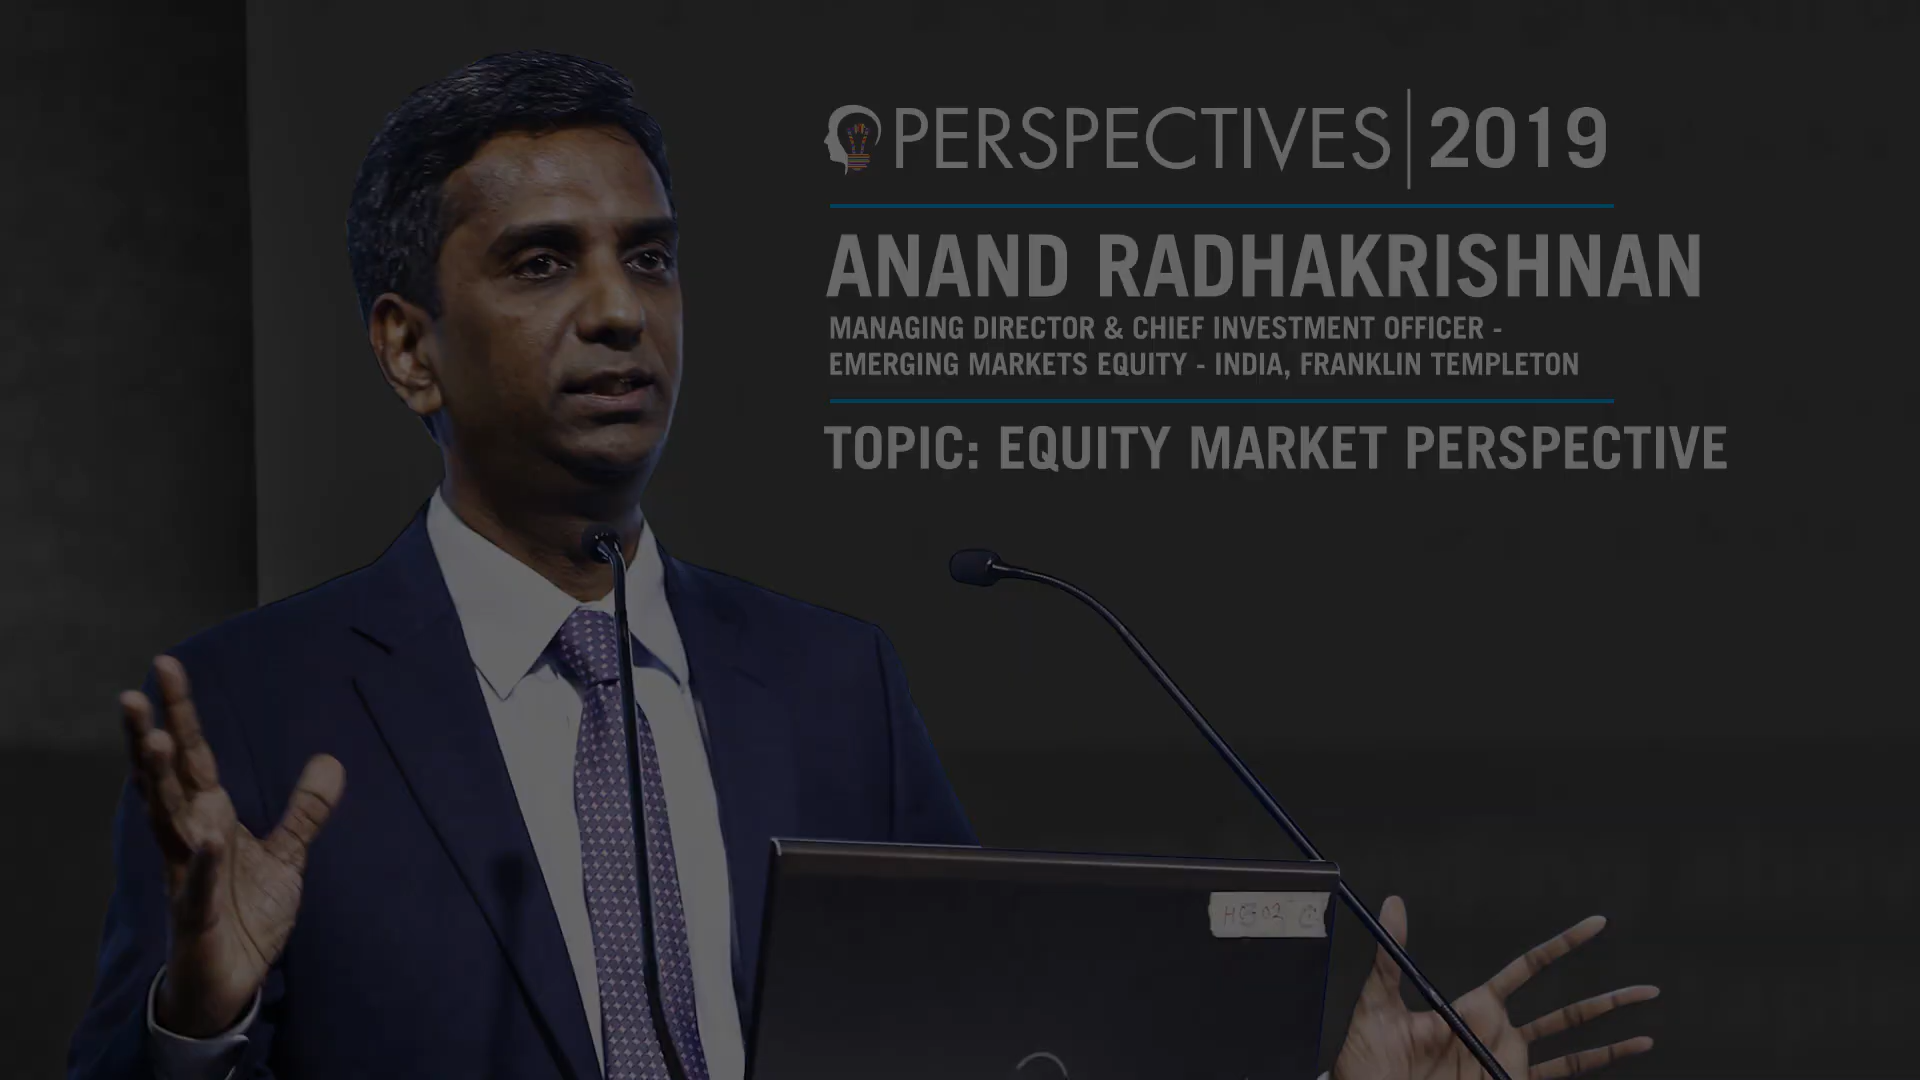 PERSPECTIVES 2019
ANAND RADHAKRISHNAN
MANAGING DIRECTOR & CHIEF INVESTMENT OFFICER -
EMERGING MARKETS EQUITY - INDIA, FRANKLIN TEMPLETON
TOPIC: EQUITY MARKET PERSPECTIVE